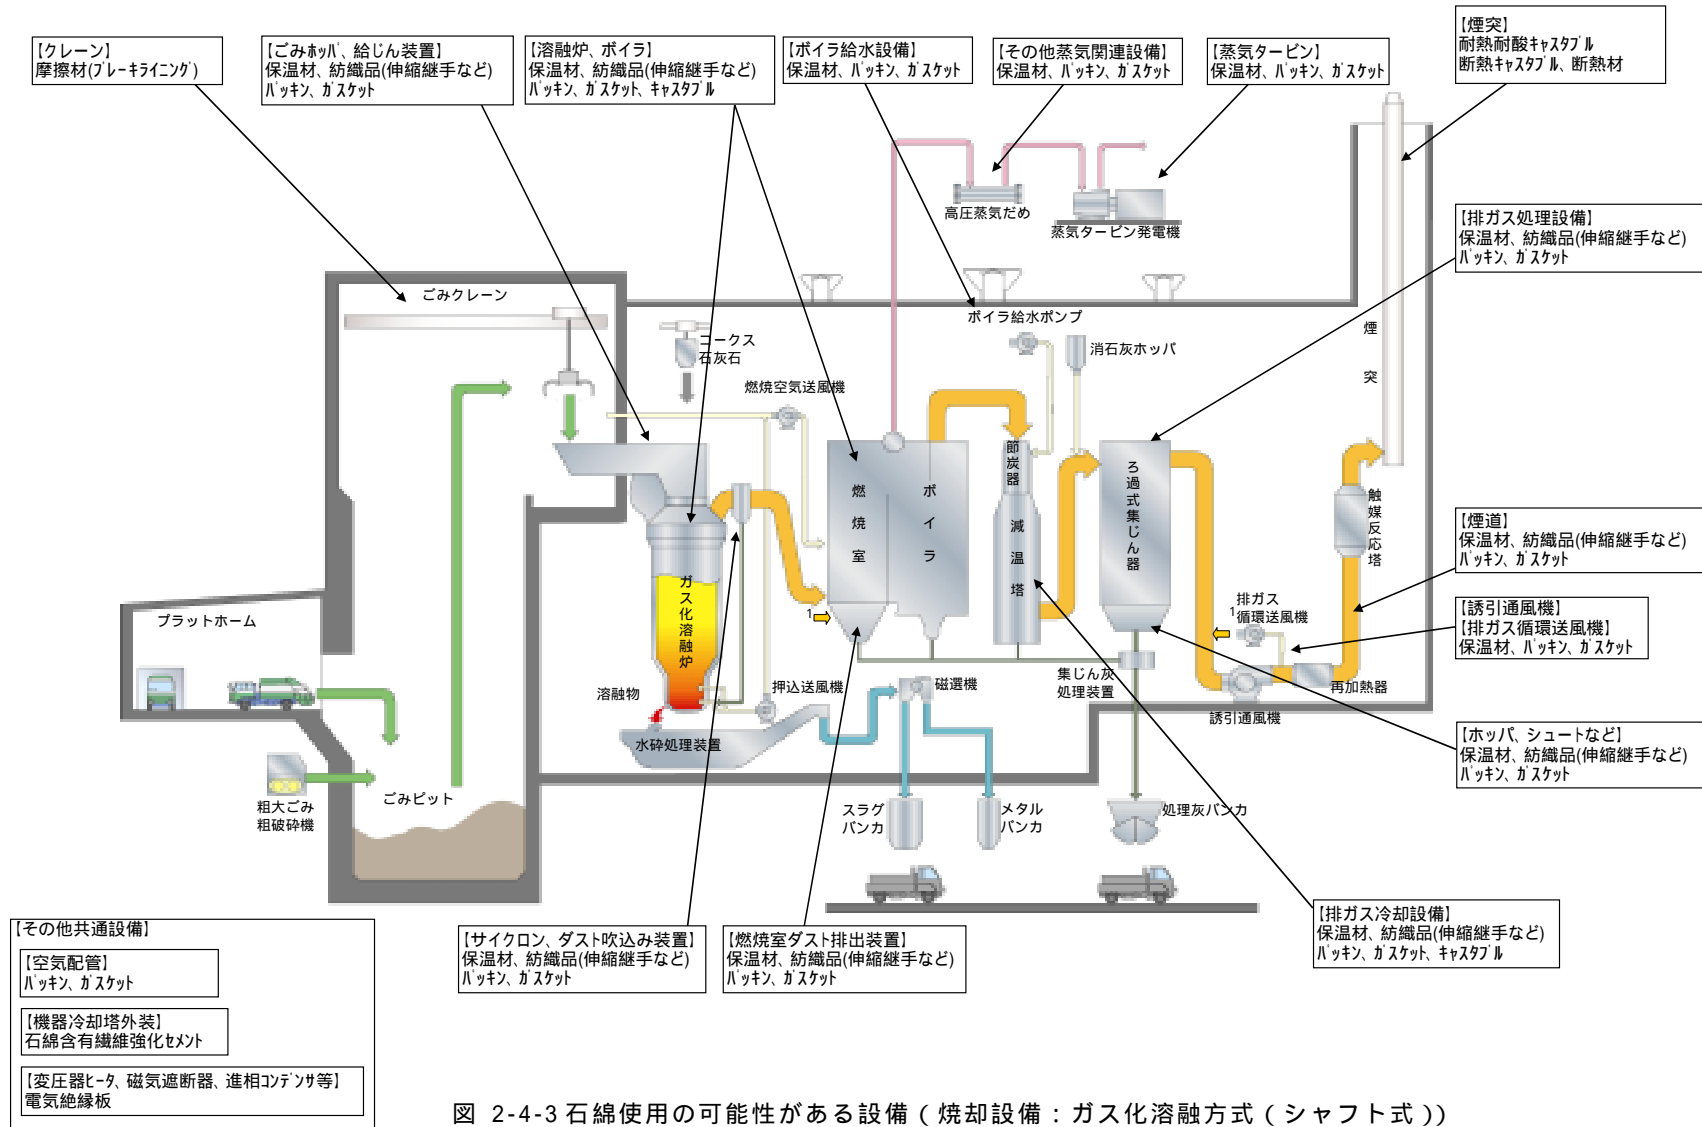 【クレーン】
摩擦材(ﾌﾞﾚｰｷﾗｲﾆﾝｸﾞ)
【ごみﾎｯﾊﾟ、給じん装置】
保温材、紡織品(伸縮継手など)
ﾊﾟｯｷﾝ、ｶﾞｽｹｯﾄ
【溶融炉、ボイラ】
保温材、紡織品(伸縮継手など)
ﾊﾟｯｷﾝ、ｶﾞｽｹｯﾄ、ｷｬｽﾀﾌﾞﾙ
【ボイラ給水設備】
保温材、ﾊﾟｯｷﾝ、ｶﾞｽｹｯﾄ
【その他蒸気関連設備】
保温材、ﾊﾟｯｷﾝ、ｶﾞｽｹｯﾄ
【蒸気タービン】
保温材、ﾊﾟｯｷﾝ、ｶﾞｽｹｯﾄ
【煙突】
耐熱耐酸ｷｬｽﾀﾌﾞﾙ
断熱ｷｬｽﾀﾌﾞﾙ、断熱材
高圧蒸気だめ
蒸気タービン発電機
【排ガス処理設備】
保温材、紡織品(伸縮継手など)
ﾊﾟｯｷﾝ、ｶﾞｽｹｯﾄ
ごみクレーン
コークス
石灰石
燃焼空気送風機
ボイラ給水ポンプ
消石灰ホッパ
煙突
燃焼室
ボイラ
節炭器
減温塔
ろ過式集じん器
触媒反応塔
ガス化溶融炉
【煙道】
保温材、紡織品(伸縮継手など)
ﾊﾟｯｷﾝ、ｶﾞｽｹｯﾄ
プラットホーム
1
排ガス
1循環送風機
【誘引通風機】
【排ガス循環送風機】
保温材、ﾊﾟｯｷﾝ、ｶﾞｽｹｯﾄ
溶融物
押込送風機
磁選機
集じん灰
処理装置
再加熱器
誘引通風機
水砕処理装置
【ホッパ、シュートなど】
保温材、紡織品(伸縮継手など)
ﾊﾟｯｷﾝ、ｶﾞｽｹｯﾄ
粗大ごみ
粗破砕機
ごみピット
スラグ
バンカ
メタル
バンカ
処理灰バンカ
【その他共通設備】
【空気配管】
ﾊﾟｯｷﾝ、ｶﾞｽｹｯﾄ
【機器冷却塔外装】
石綿含有繊維強化ｾﾒﾝﾄ
【変圧器ﾋｰﾀ、磁気遮断器、進相ｺﾝﾃﾞﾝｻ等】
電気絶縁板
【サイクロン、ダスト吹込み装置】
保温材、紡織品(伸縮継手など)
ﾊﾟｯｷﾝ、ｶﾞｽｹｯﾄ
【燃焼室ダスト排出装置】
保温材、紡織品(伸縮継手など)
ﾊﾟｯｷﾝ、ｶﾞｽｹｯﾄ
【排ガス冷却設備】
保温材、紡織品(伸縮継手など)
ﾊﾟｯｷﾝ、ｶﾞｽｹｯﾄ、ｷｬｽﾀﾌﾞﾙ
図 2-4-3 石綿使用の可能性がある設備（焼却設備：ガス化溶融方式（シャフト式））